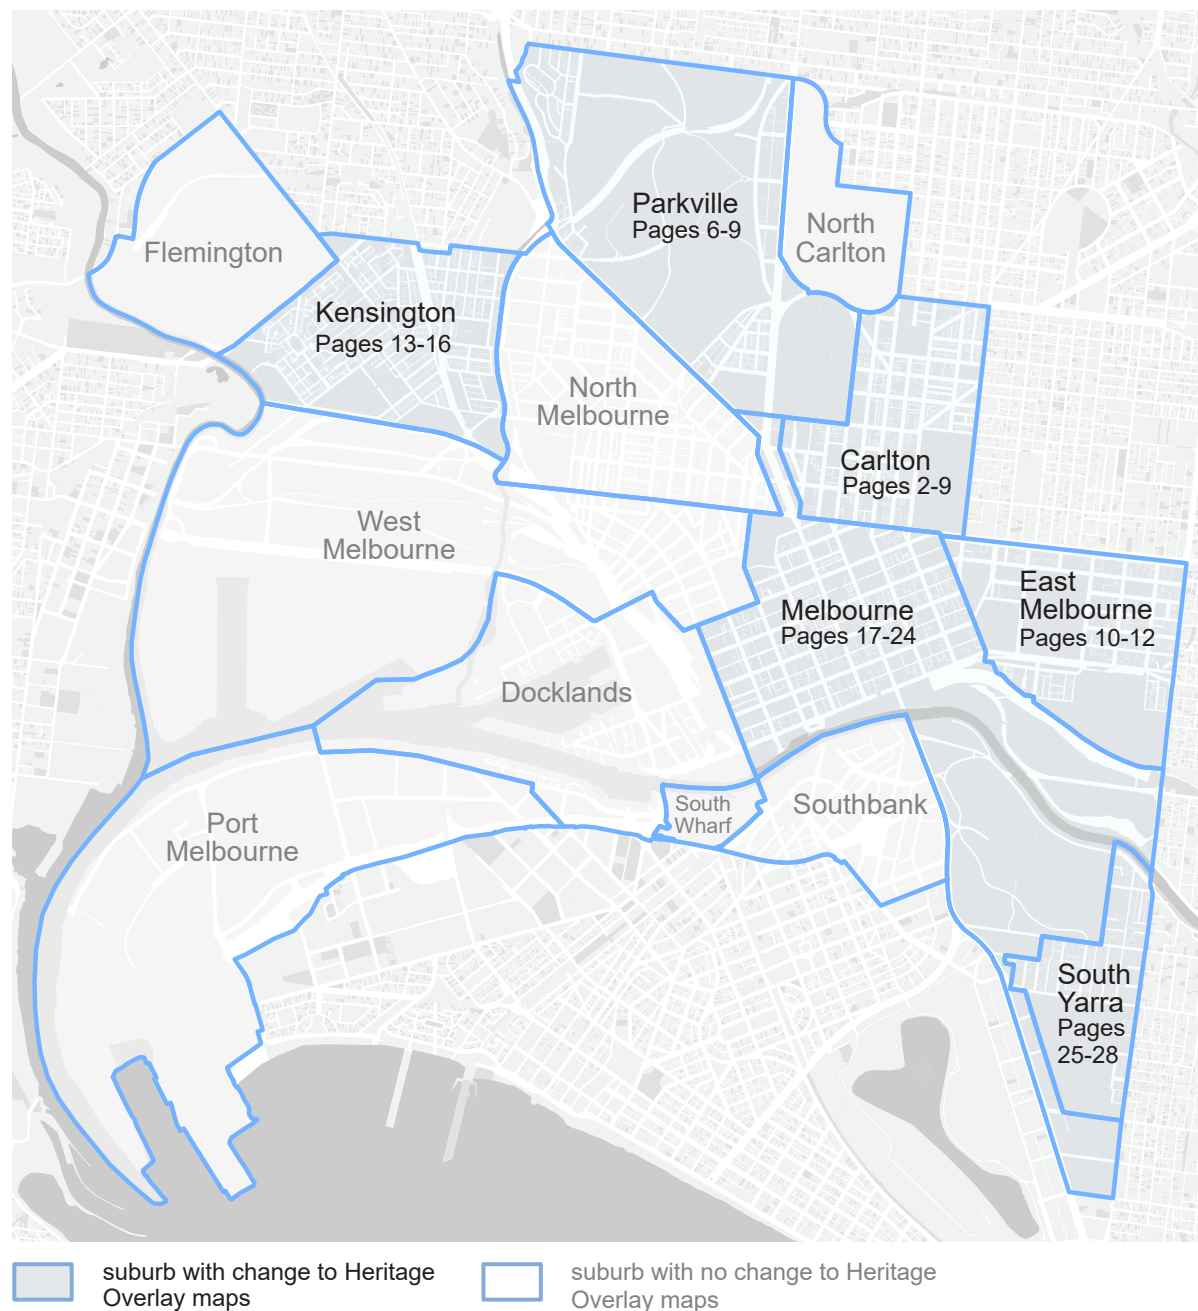 Parkville
Pages 6-9
North
Carlton
Flemington
Kensington
Pages 13-16
North
Melbourne
Carlton
Pages 2-9
West
Melbourne
East
Melbourne
Pages 10-12
Melbourne
Pages 17-24
Docklands
South
Wharf
Southbank
Port
Melbourne
South
Yarra
Pages
25-28
suburb with change to Heritage
Overlay maps
suburb with no change to Heritage
Overlay maps